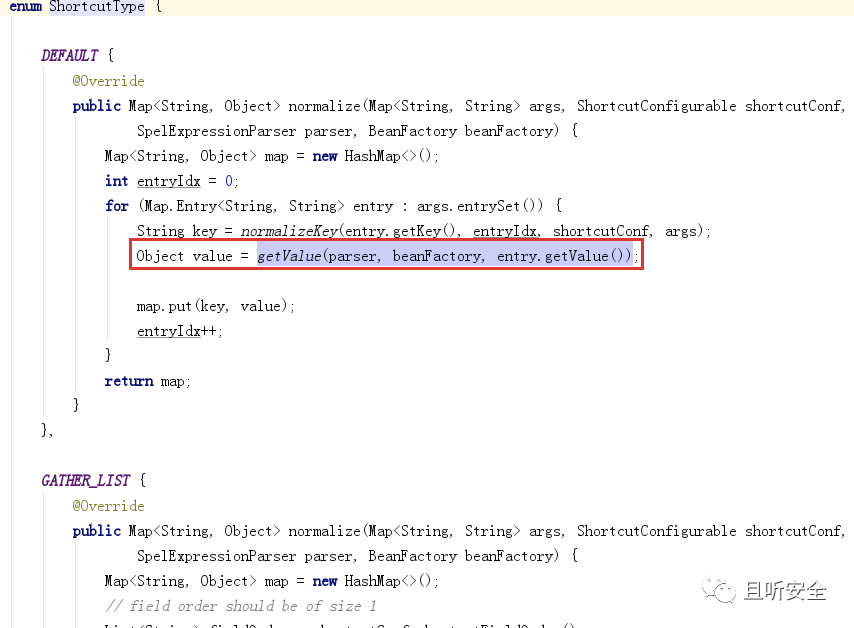 enum ShortcutType {
DEFAULT {
@Override
public Map<String, Object> normalize(Map<String, String> args, ShortcutConfigurable shortcutConf,
SpelExpressionParser parser, BeanFactory beanFactory) {
Map<String, Object> map = new HashMap<>();
int entryIdx = 0;
for (Map.Entry<String, String> entry : args.entrySet()) {
String key = normalizeKey(entry.getKey(), entryIdx, shortcutConf, args);
Object value = getValue(parser, beanFactory, entry.getValue());
map.put(key, value);
entryIdx++;
}
return map;
}
},
GATHER_LIST {
@Override
public Map<String, Object> normalize(Map<String, String> args, ShortcutConfigurable shortcutConf,
SpelExpressionParser parser, BeanFactory beanFactory) {
Map<String, Object> map = new HashMap<>();
// field order should be of size 1
且听安全